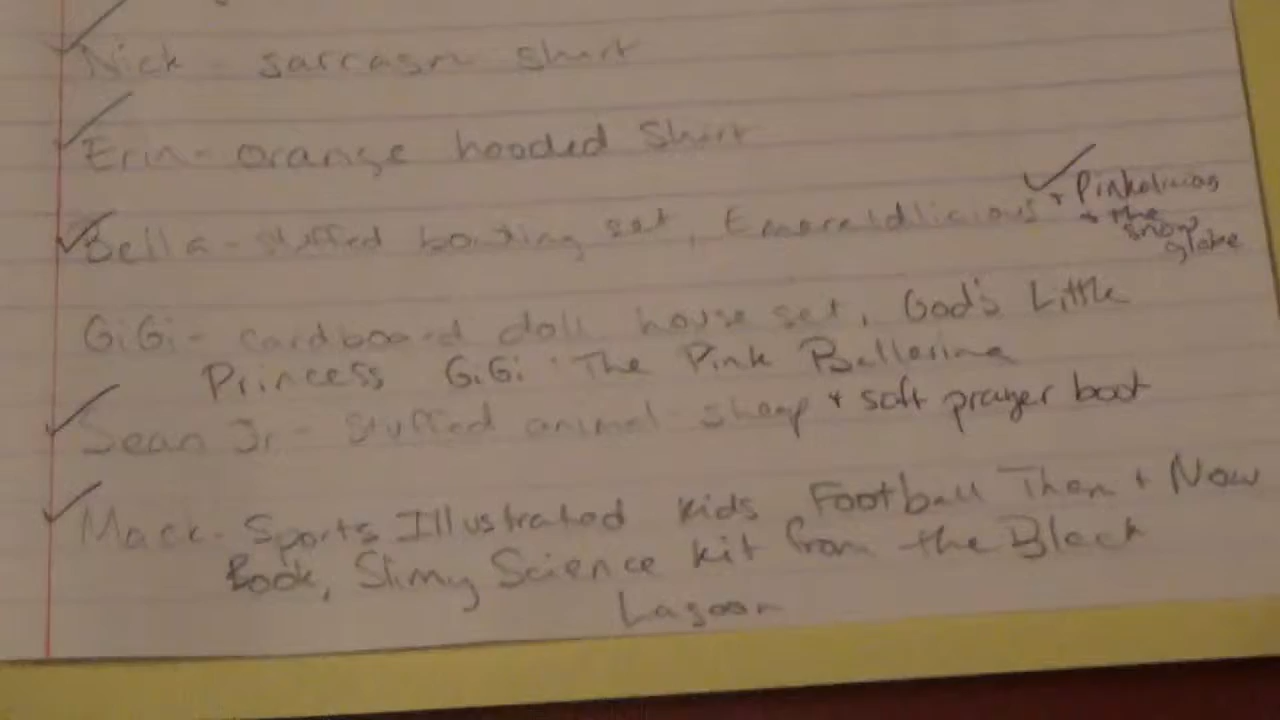 Nick - sarcasm shirt
Erin - orange hooded shirt
Bella - stuffed set, Emeraldlicious + Pinkalicious
+ the
snow
globe
GiGi - cardboard doll house set, God's Little
Princess GiGi: The Pink Ballerina
Sean Jr - stuffed animal sheep + soft prayer book
Mack - Sports Illustrated Kids Football Then + Now
Book, Slimy Science Kit from the Black
Lagoon